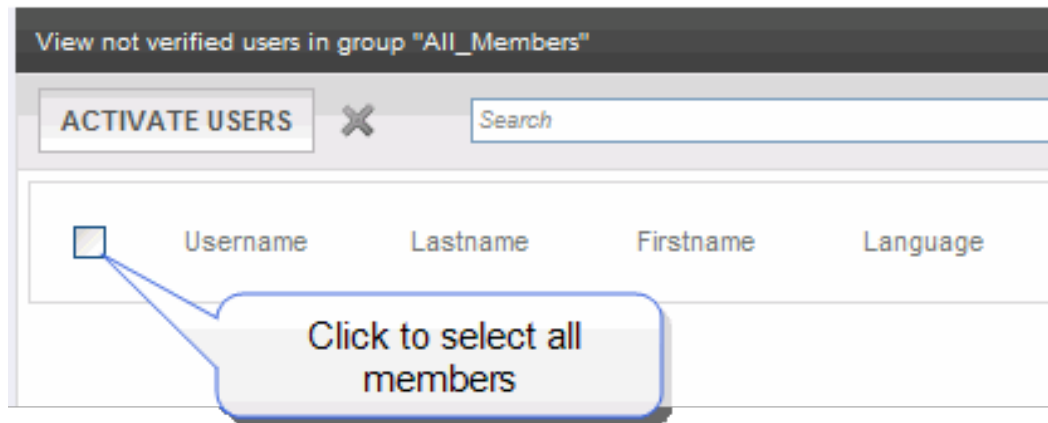 View not verified users in group "All_Members"
ACTIVATE USERS Search
Username Lastname Firstname Language
Click to select all
members